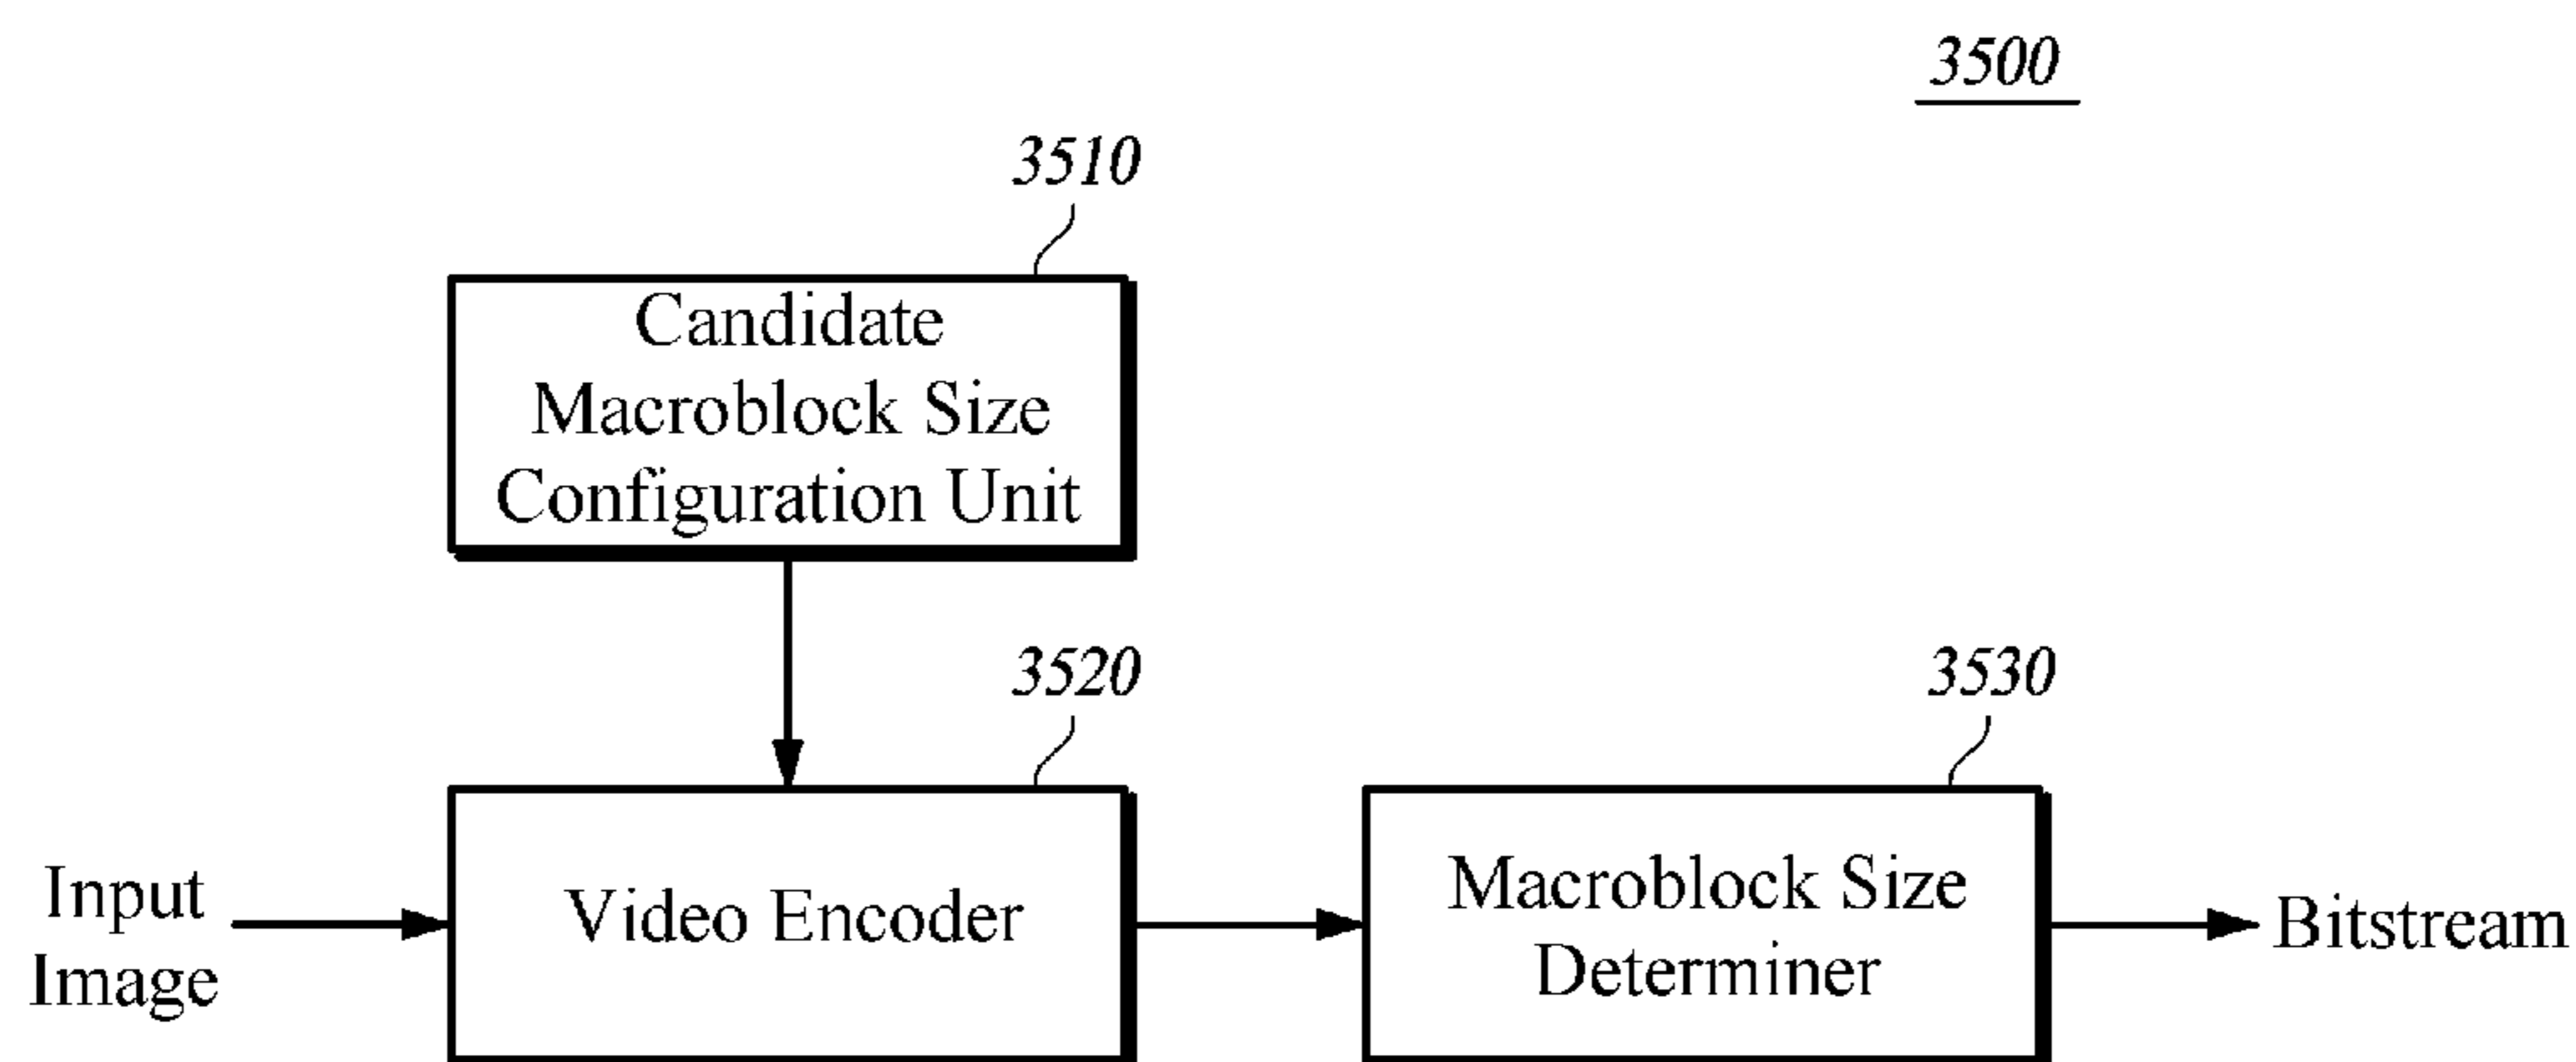 3500
3510
Candidate
Macroblock Size
Configuration Unit
3520
3530
Input
Image
Video Encoder
Macroblock Size
Determiner
Bitstream